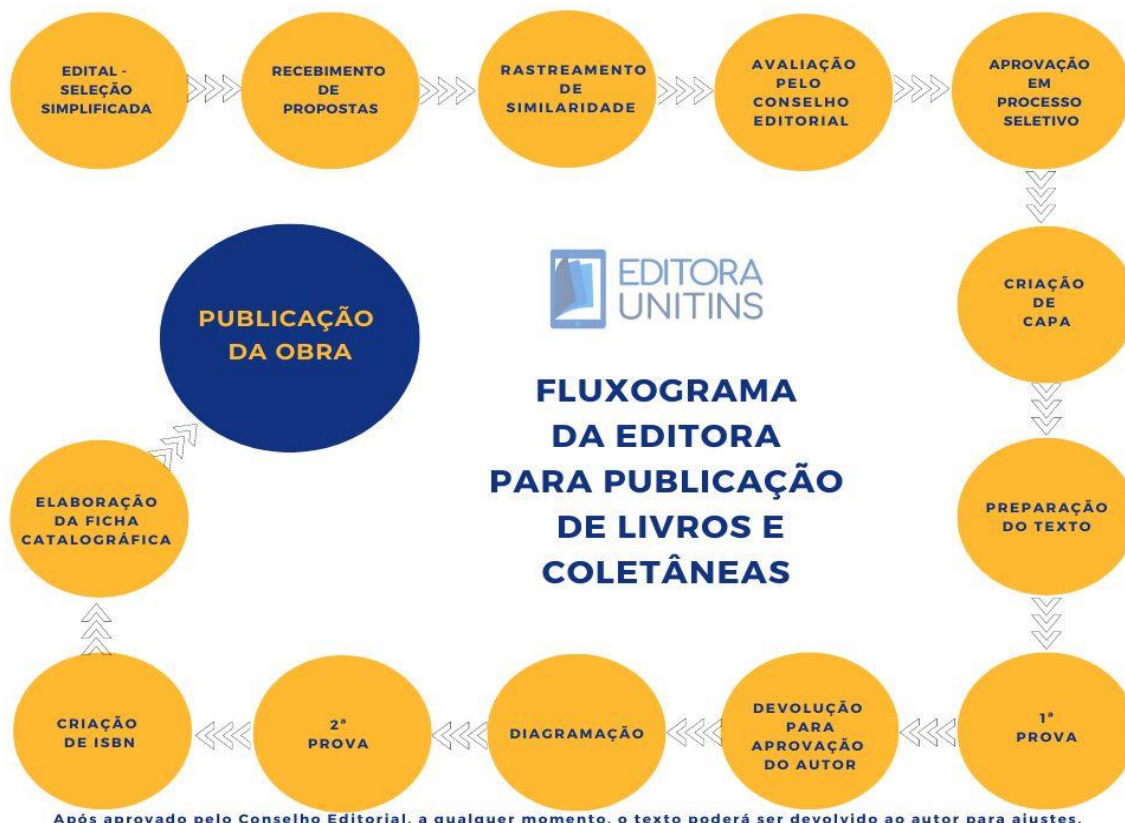 EDITAL -
SELEÇÃO
SIMPLIFICADA
RECEBIMENTO
DE
PROPOSTAS
RASTREAMENTO
DE
SIMILARIDADE
AVALIAÇÃO
PELO
CONSELHO
EDITORIAL
APROVAÇÃO
EM
PROCESSO
SELETIVO
CRIAÇÃO
DE
CAPA
PREPARAÇÃO
DO TEXTO
1ª
PROVA
DEVOLUÇÃO
PARA
APROVAÇÃO
DO AUTOR
DIAGRAMAÇÃO
2ª
PROVA
CRIAÇÃO
DE ISBN
ELABORAÇÃO
DA FICHA
CATALOGRÁFICA
PUBLICAÇÃO
DA OBRA
EDITORA
UNITINS
FLUXOGRAMA
DA EDITORA
PARA PUBLICAÇÃO
DE LIVROS E
COLETÂNEAS
Após aprovado pelo Conselho Editorial, a qualquer momento, o texto poderá ser devolvido ao autor para ajustes.